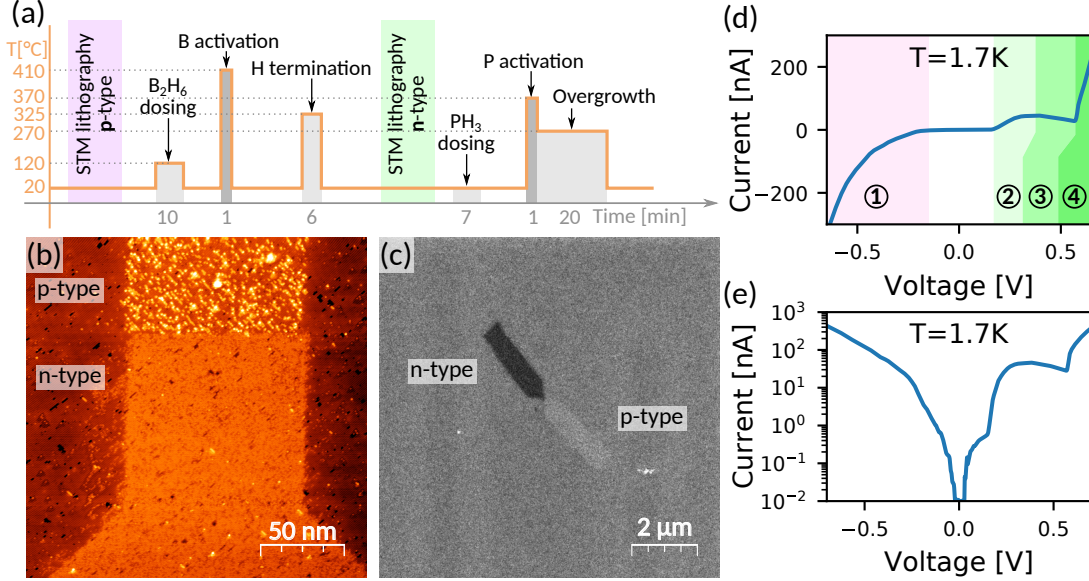 (a)
T[°C]
410
370
325
270
120
20
STM lithography
p-type
B₂H₆
dosing
B activation
H termination
STM lithography
n-type
PH₃
dosing
P activation
Overgrowth
10
1
6
7
1
20
Time [min]
(b)
p-type
n-type
50 nm
(c)
n-type
p-type
2 µm
(d)
Current [nA]
200
0
−200
T=1.7K
①
②
③
④
−0.5
0.0
0.5
Voltage [V]
(e)
Current [nA]
10³
10²
10¹
10⁰
10⁻¹
10⁻²
T=1.7K
−0.5
0.0
0.5
Voltage [V]